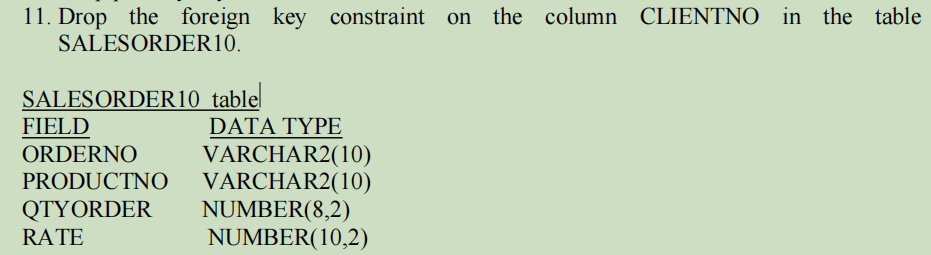 11. Drop the foreign key constraint on the column CLIENTNO in the table
SALESORDER10.
SALESORDER10 table
FIELD DATA TYPE
ORDERNO VARCHAR2(10)
PRODUCTNO VARCHAR2(10)
QTYORDER NUMBER(8,2)
RATE NUMBER(10,2)